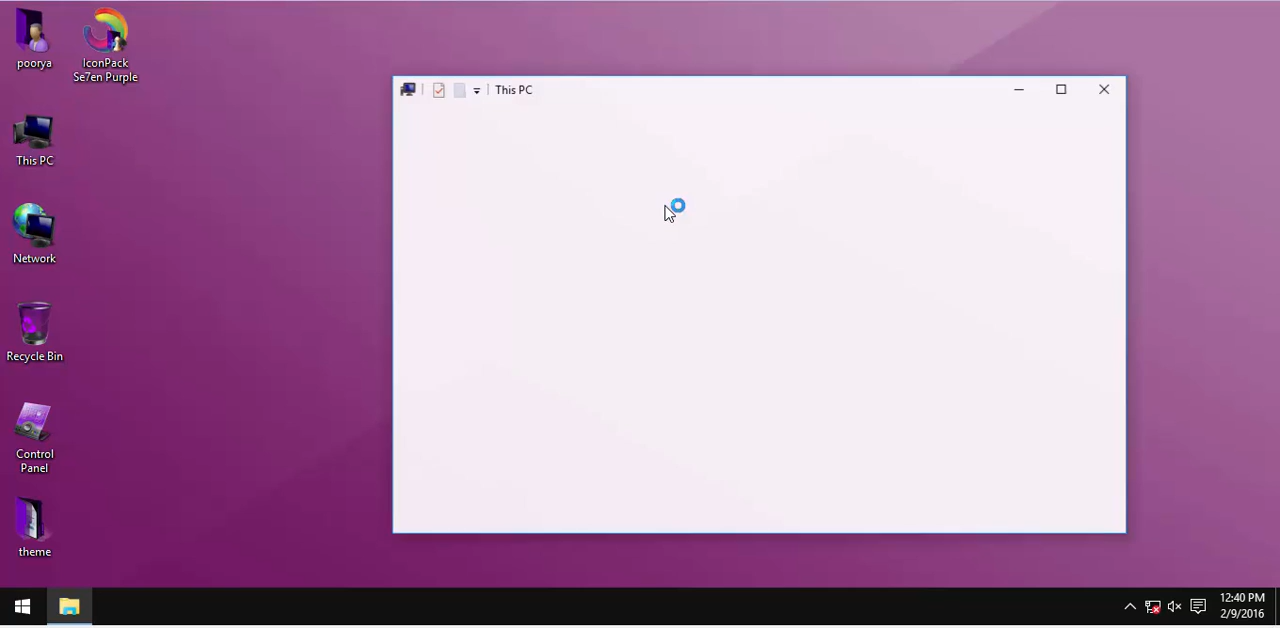 poorya
IconPack
Se7en Purple
This PC
This PC
Network
Recycle Bin
Control
Panel
theme
12:40 PM
2/9/2016